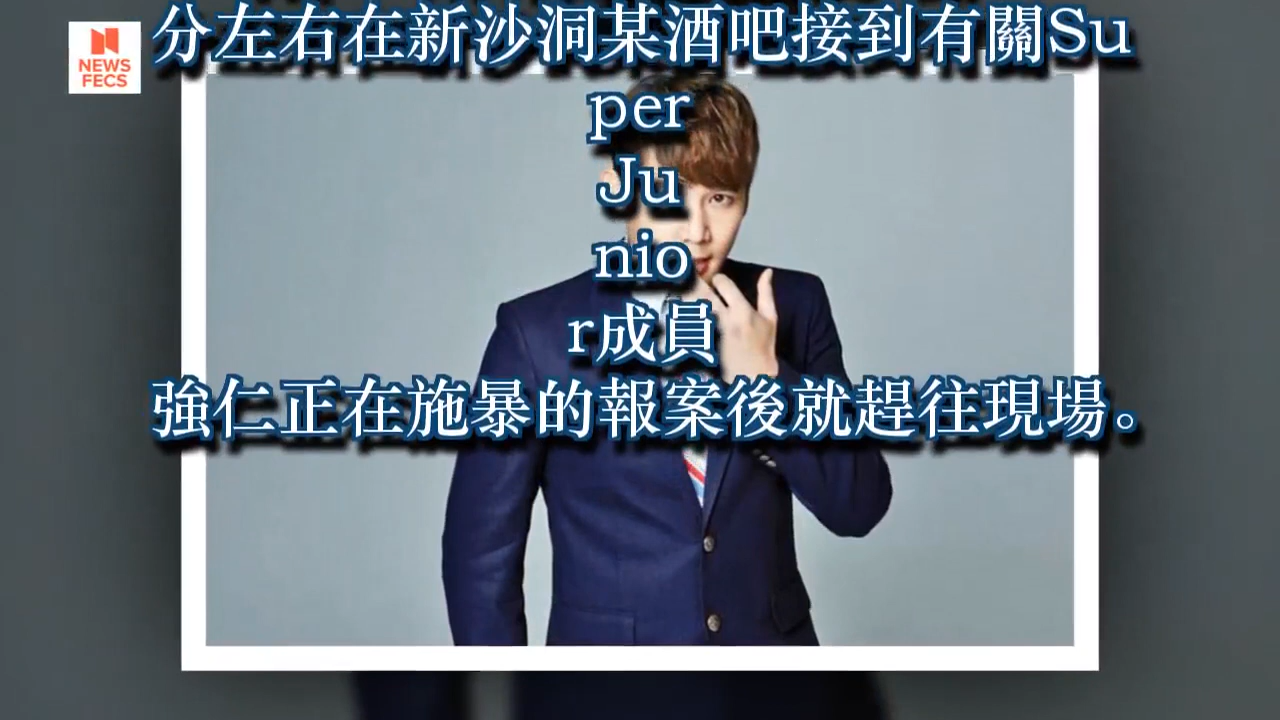 NEWS
FECS
分左右在新沙洞某酒吧接到有關Su
per
Ju
nio
r成員
強仁正在施暴的報案後就趕往現場。